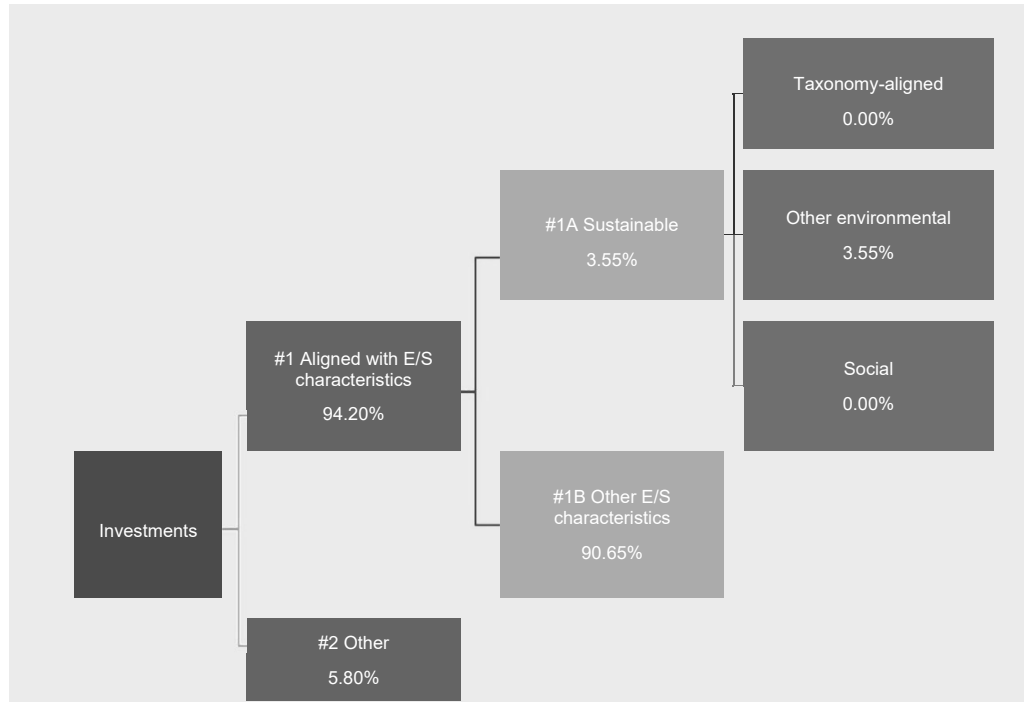 Taxonomy-aligned
0.00%
#1A Sustainable
3.55%
Other environmental
3.55%
#1 Aligned with E/S
characteristics
94.20%
Social
0.00%
Investments
#1B Other E/S
characteristics
90.65%
#2 Other
5.80%